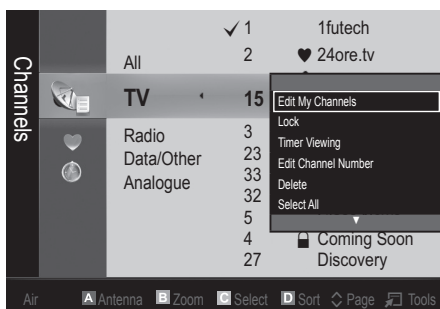 Channels
All
TV
Radio
Data/Other
Analogue
1 1futech
2 24ore.tv
15
3
23
33
32
5
4 Coming Soon
27 Discovery
Edit My Channels
Lock
Timer Viewing
Edit Channel Number
Delete
Select All
Air A Antenna B Zoom C Select D Sort Page Tools